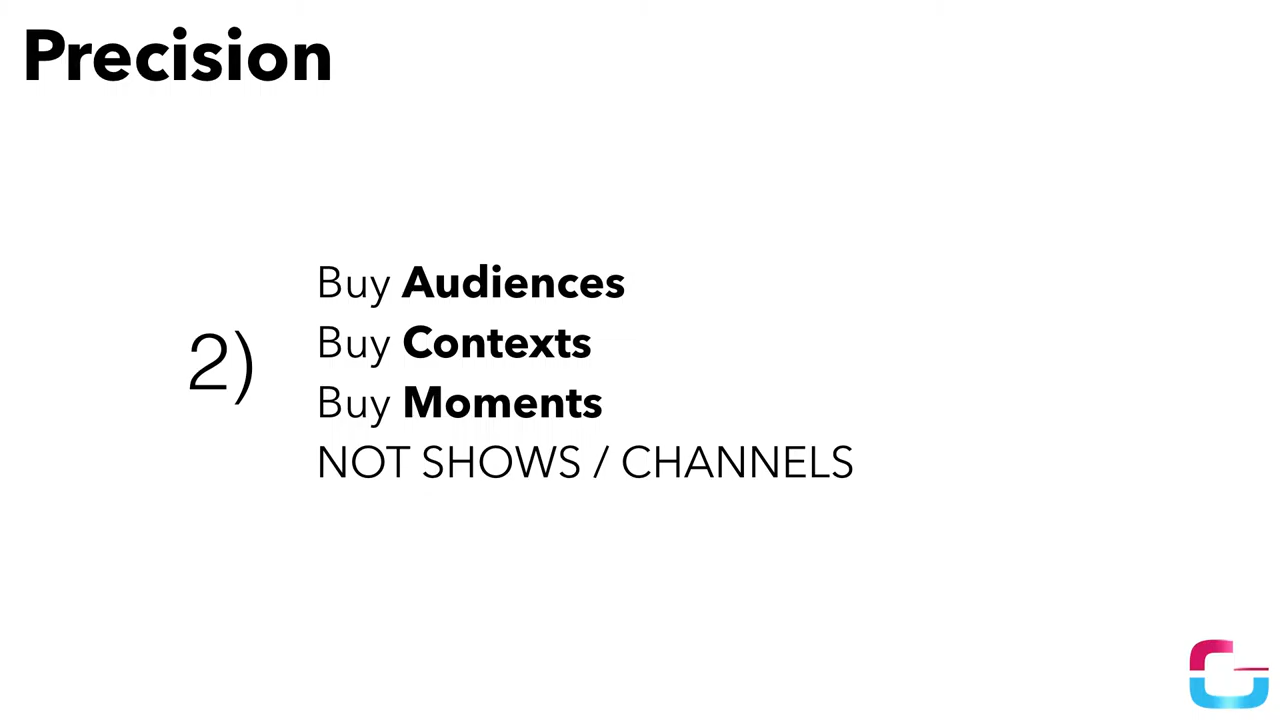 Precision
2)
Buy Audiences
Buy Contexts
Buy Moments
NOT SHOWS / CHANNELS